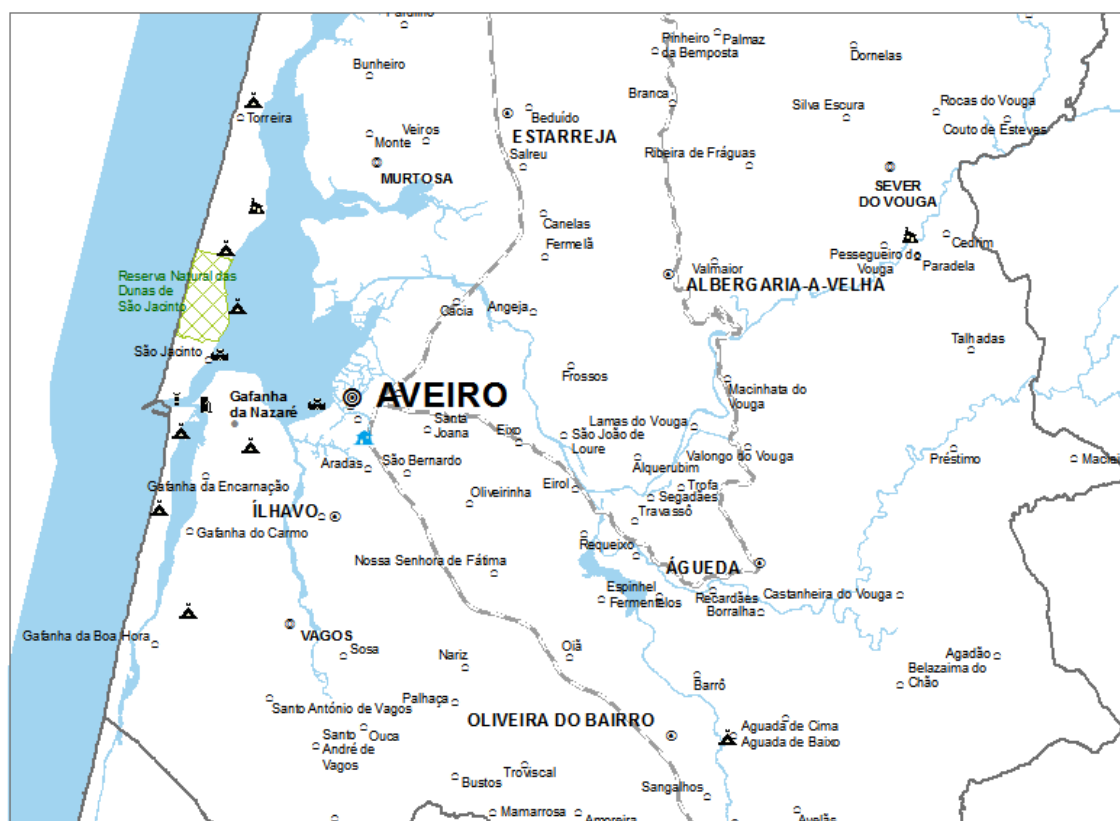 Pardilho
Pinheiro
da Bemposta
Palmaz
Dornelas
Bunheiro
Branca
Silva Escura
Rocas do Vouga
Couto de Esteves
Torreira
Beduído
ESTARREJA
Veiros
Monte
Salreu
Ribeira de Fráguas
MURTOSA
SEVER
DO VOUGA
Canelas
Fermelã
Cedrim
Pessegueiro do
Vouga
Paradela
Valmaior
ALBERGARIA-A-VELHA
Reserva Natural das
Dunas de
São Jacinto
Cacia
Angeja
Talhadas
São Jacinto
Frossos
Macinhata do
Vouga
AVEIRO
Gafanha
da Nazaré
Santa
Joana
Eixo
Lamas do Vouga
São João de
Loure
Aradas
São Bernardo
Alquerubim
Valongo do Vouga
Préstimo
Gafanha da Encarnação
Oliveirinha
Eirol
Trofa
Segadães
Travassô
ÍLHAVO
Gafanha do Carmo
Requeixo
Nossa Senhora de Fátima
ÁGUEDA
Espinhel
Fermentelos
Recardães
Borralha
Castanheira do Vouga
Gafanha da Boa Hora
VAGOS
Sosa
Nariz
Oiã
Agadão
Belazaima do
Chão
Barrô
Santo António de Vagos
Palhaça
OLIVEIRA DO BAIRRO
Aguada de Cima
Aguada de Baixo
Santo
André de
Vagos
Ouca
Bustos
Troviscal
Sangalhos
Mamarrosa
Amoreira
Avelãs